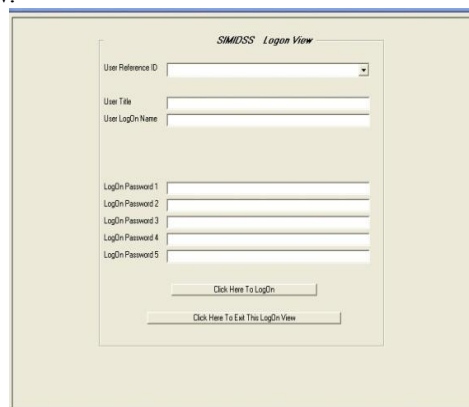 SIMIDSS Logon View
User Reference ID
User Title
User LogOn Name
LogOn Password 1
LogOn Password 2
LogOn Password 3
LogOn Password 4
LogOn Password 5
Click Here To LogOn
Click Here To Exit This LogOn View